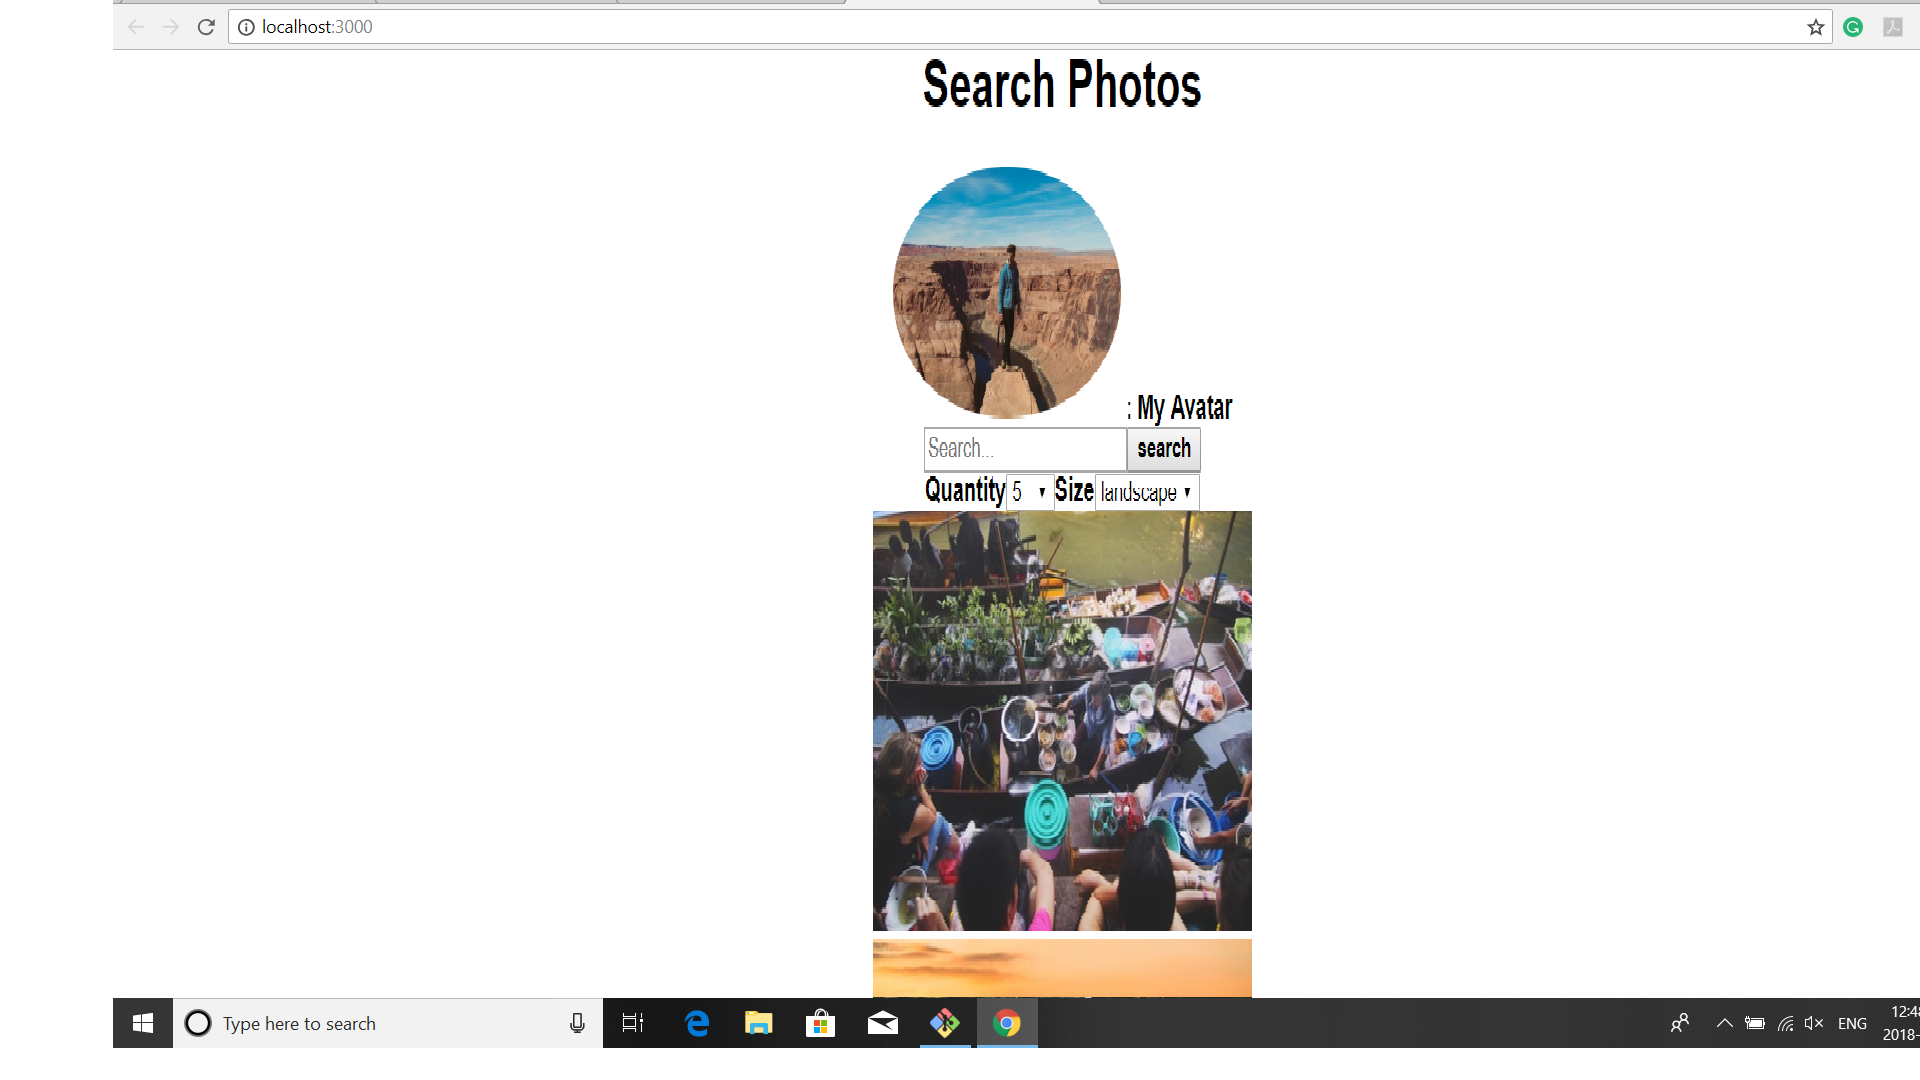 localhost:3000
Search Photos
: My Avatar
Search...
search
Quantity 5 Size landscape
Type here to search
ENG
12:48
2018-